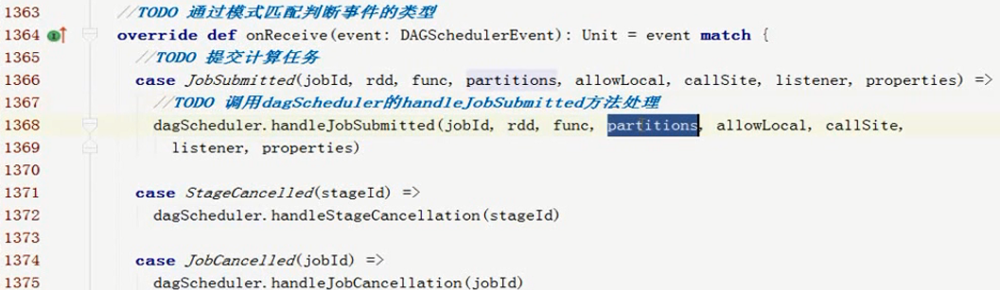 1363 //TODO 通过模式匹配判断事件的类型
1364 override def onReceive(event: DAGSchedulerEvent): Unit = event match {
1365 //TODO 提交计算任务
1366 case JobSubmitted(jobId, rdd, func, partitions, allowLocal, callSite, listener, properties) =>
1367 //TODO 调用dagScheduler的handleJobSubmitted方法处理
1368 dagScheduler.handleJobSubmitted(jobId, rdd, func, partitions, allowLocal, callSite,
1369 listener, properties)
1370
1371 case StageCancelled(stageId) =>
1372 dagScheduler.handleStageCancellation(stageId)
1373
1374 case JobCancelled(jobId) =>
1375 dagScheduler.handleJobCancellation(jobId)